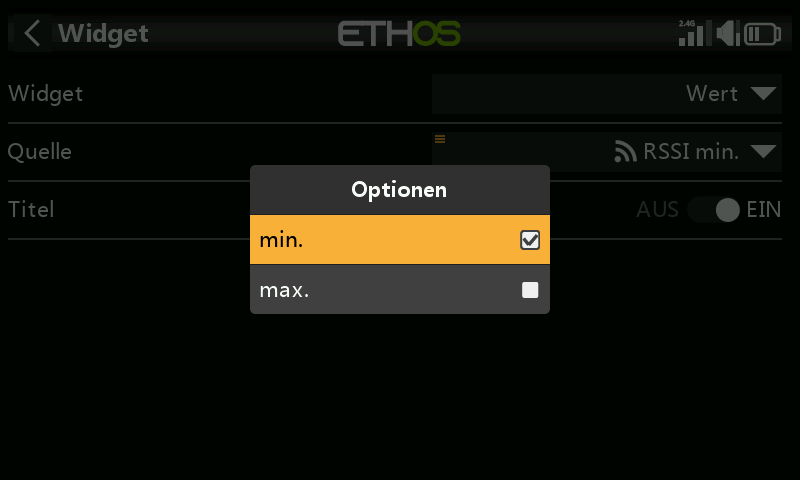 Widget
ETHOS
2.4G
Widget
Wert
Quelle
RSSI min.
Optionen
Titel
AUS
EIN
min.
max.